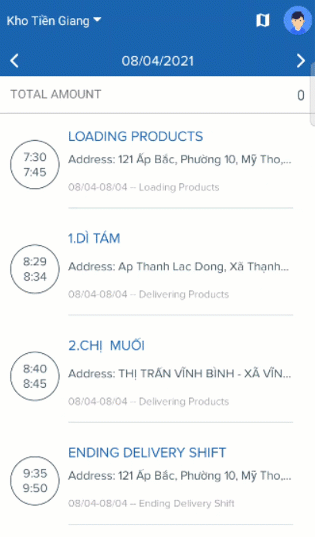 Kho Tiền Giang
08/04/2021
TOTAL AMOUNT 0
LOADING PRODUCTS
7:30
7:45
Address: 121 Ấp Bắc, Phường 10, Mỹ Tho,...
08/04-08/04 -- Loading Products
1.DÌ TÁM
8:29
8:34
Address: Ap Thanh Lac Dong, Xã Thạnh...
08/04-08/04 -- Delivering Products
2.CHỊ MUỐI
8:40
8:45
Address: THỊ TRẤN VĨNH BÌNH - XÃ VĨN...
08/04-08/04 -- Delivering Products
ENDING DELIVERY SHIFT
9:35
9:50
Address: 121 Ấp Bắc, Phường 10, Mỹ Tho,...
08/04-08/04 -- Ending Delivery Shift